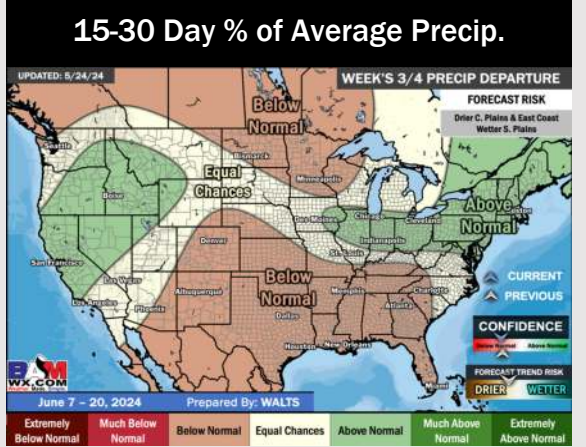 15-30 Day % of Average Precip.
UPDATED: 5/24/24
WEEK'S 3/4 PRECIP DEPARTURE
FORECAST RISK
Drier C. Plains & East Coast
Wetter S. Plains
Below
Normal
Seattle
Bismarck
Equal
Chances
Minneapolis
Boise
Above
Normal
Boston
Des Moines
Chicago
Cleveland
Indianapolis
Denver
St. Louis
San Francisco
Las Vegas
Below
Normal
Los Angeles
Phoenix
Albuquerque
Memphis
Charlotte
Atlanta
Dallas
Houston
New Orleans
Miami
CURRENT
PREVIOUS
CONFIDENCE
Below Normal
Above Normal
FORECAST TREND RISK
DRIER
WETTER
BAM
WX.COM
June 7 – 20, 2024
Prepared By: WALTS
Extremely
Below Normal
Much Below
Normal
Below Normal
Equal Chances
Above Normal
Much Above
Normal
Extremely
Above Normal